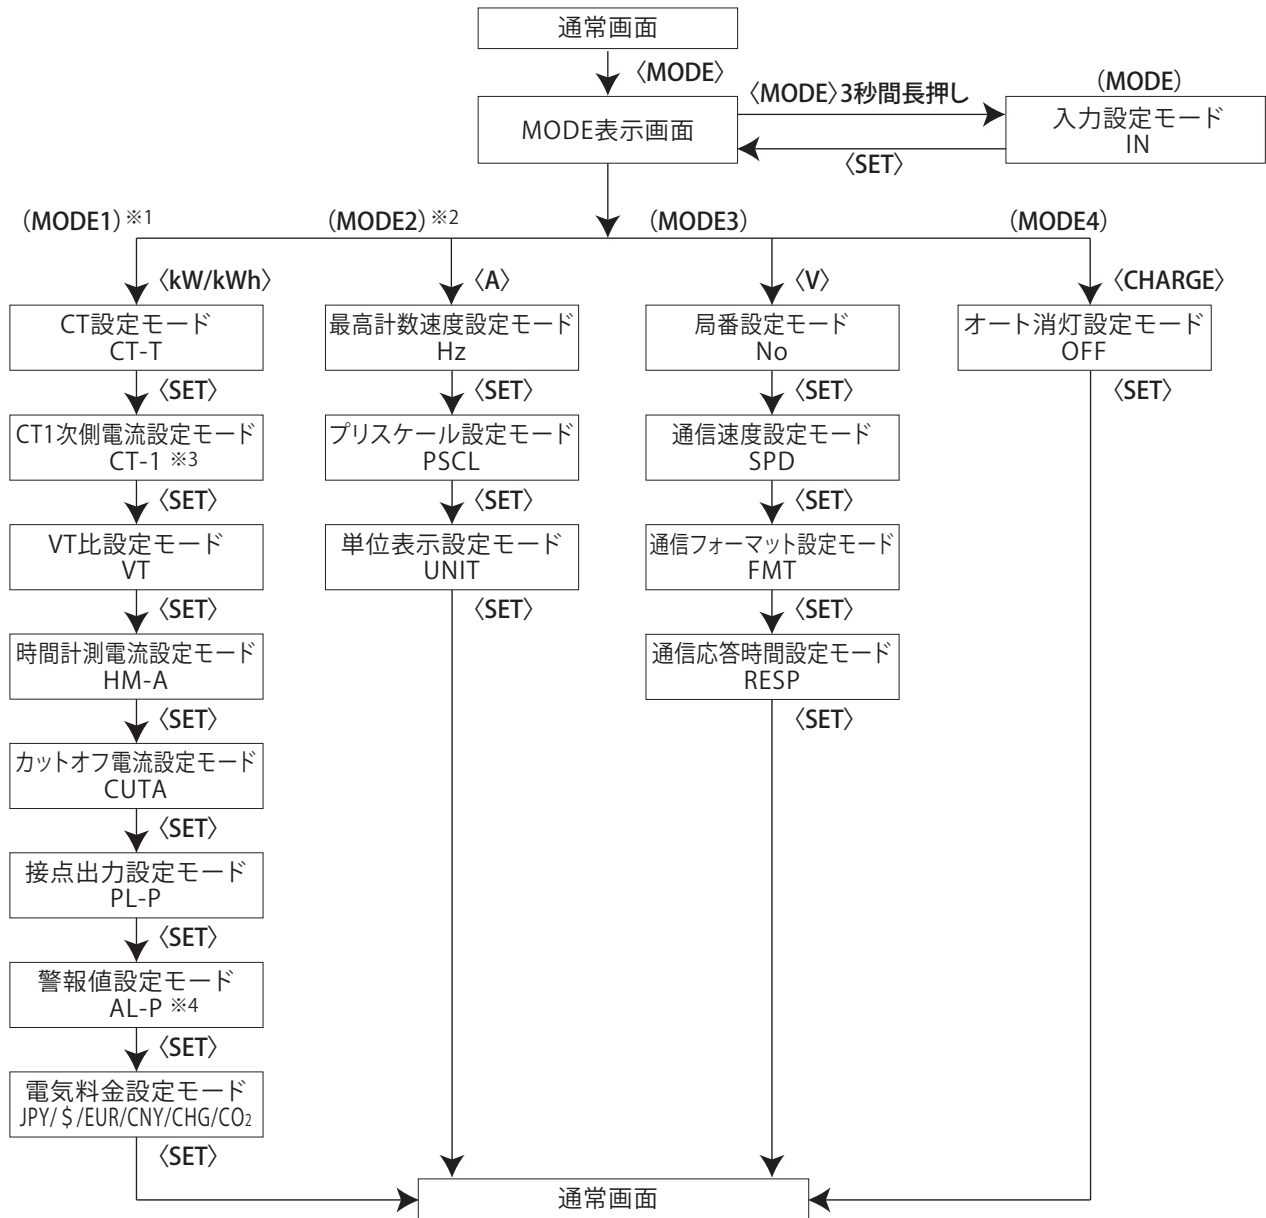 通常画面
〈MODE〉
MODE表示画面
〈MODE〉3秒間長押し
(MODE)
入力設定モード
IN
〈SET〉
(MODE1)※1
〈kW/kWh〉
CT設定モード
CT-T
〈SET〉
CT1次側電流設定モード
CT-1 ※3
〈SET〉
VT比設定モード
VT
〈SET〉
時間計測電流設定モード
HM-A
〈SET〉
カットオフ電流設定モード
CUTA
〈SET〉
接点出力設定モード
PL-P
〈SET〉
警報値設定モード
AL-P ※4
〈SET〉
電気料金設定モード
JPY/＄/EUR/CNY/CHG/CO2
〈SET〉
(MODE2)※2
〈A〉
最高計数速度設定モード
Hz
〈SET〉
プリスケール設定モード
PSCL
〈SET〉
単位表示設定モード
UNIT
〈SET〉
(MODE3)
〈V〉
局番設定モード
No
〈SET〉
通信速度設定モード
SPD
〈SET〉
通信フォーマット設定モード
FMT
〈SET〉
通信応答時間設定モード
RESP
〈SET〉
(MODE4)
〈CHARGE〉
オート消灯設定モード
OFF
〈SET〉
通常画面